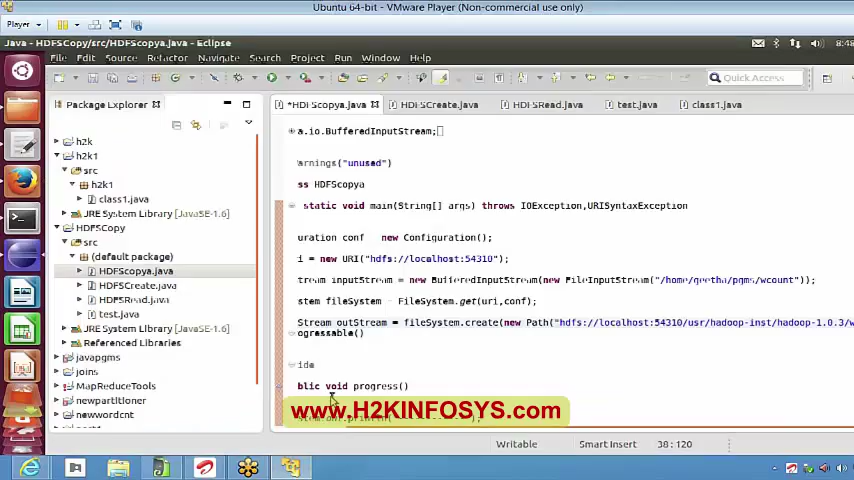 Ubuntu 64-bit - VMware Player (Non-commercial use only)
Player
Java - HDFSCopy/src/HDFScopya.java - Eclipse
8:48
File Edit Source Refactor Navigate Search Project Run Window Help
Quick Access
Package Explorer
*HDFScopya.java
HDFSCreate.java
HDFSRead.java
test.java
class1.java
h2k
h2k1
src
h2k1
class1.java
JRE System Library [JavaSE-1.6]
HDFSCopy
src
(default package)
HDFScopya.java
HDFSCreate.java
HDFSRead.java
test.java
JRE System Library [JavaSE-1.6]
Referenced Libraries
javapgms
joins
MapReduceTools
newpartitioner
newwordcnt
a.io.BufferedInputStream;
arnings("unused")
ss HDFScopya
static void main(String[] args) throws IOException,URISyntaxException
uration conf = new Configuration();
i = new URI("hdfs://localhost:54310");
tream inputStream = new BufferedInputStream(new FileInputStream("/home/geetha/pgms/wcount"));
stem fileSystem = FileSystem.get(uri,conf);
Stream outStream = fileSystem.create(new Path("hdfs://localhost:54310/usr/hadoop-inst/hadoop-1.0.3/w
ogressable()
ide
blic void progress()
www.H2KINFOSYS.com
Writable
Smart Insert
38:120